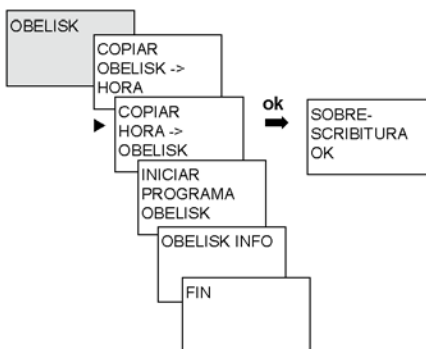 OBELISK
COPIAR
OBELISK ->
HORA
COPIAR
HORA ->
OBELISK
ok
SOBRE-
SCRIBITURA
OK
INICIAR
PROGRAMA
OBELISK
OBELISK INFO
FIN